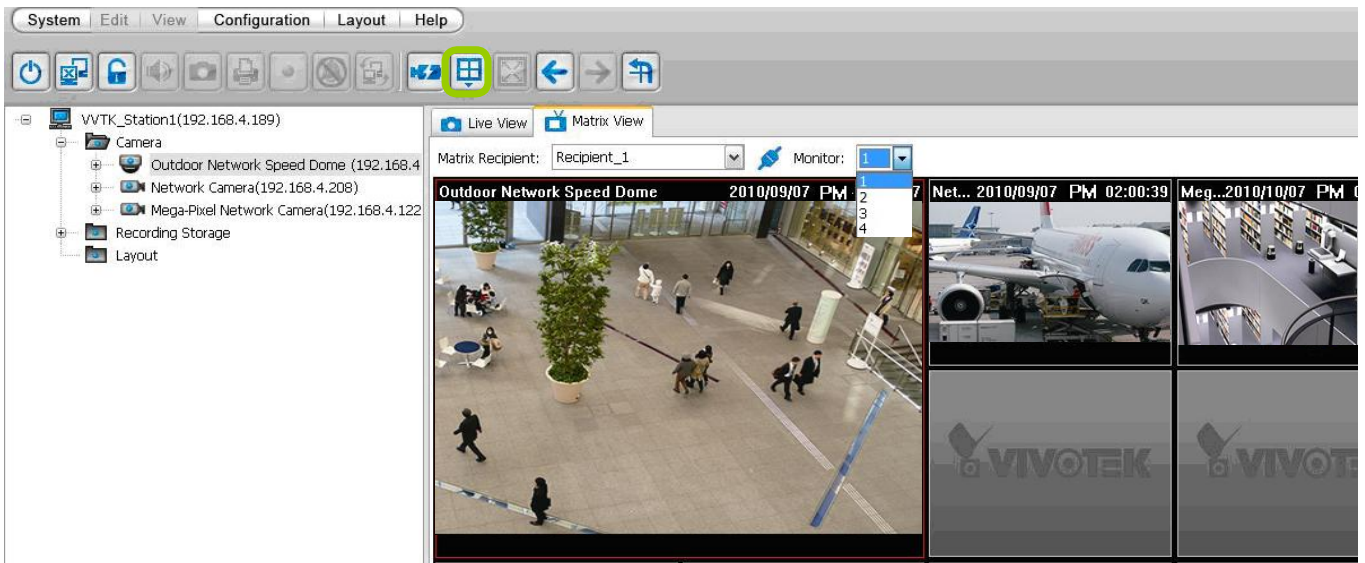 System Edit View Configuration Layout Help
VVTK_Station1(192.168.4.189)
Camera
Outdoor Network Speed Dome (192.168.4
Network Camera(192.168.4.208)
Mega-Pixel Network Camera(192.168.4.122
Recording Storage
Layout
Live View Matrix View
Matrix Recipient: Recipient_1 Monitor: 1
1
2
3
4
Outdoor Network Speed Dome 2010/09/07 PM 7
Net... 2010/09/07 PM 02:00:39
Meg...2010/10/07 PM
VIVOTEK
VIVOTE